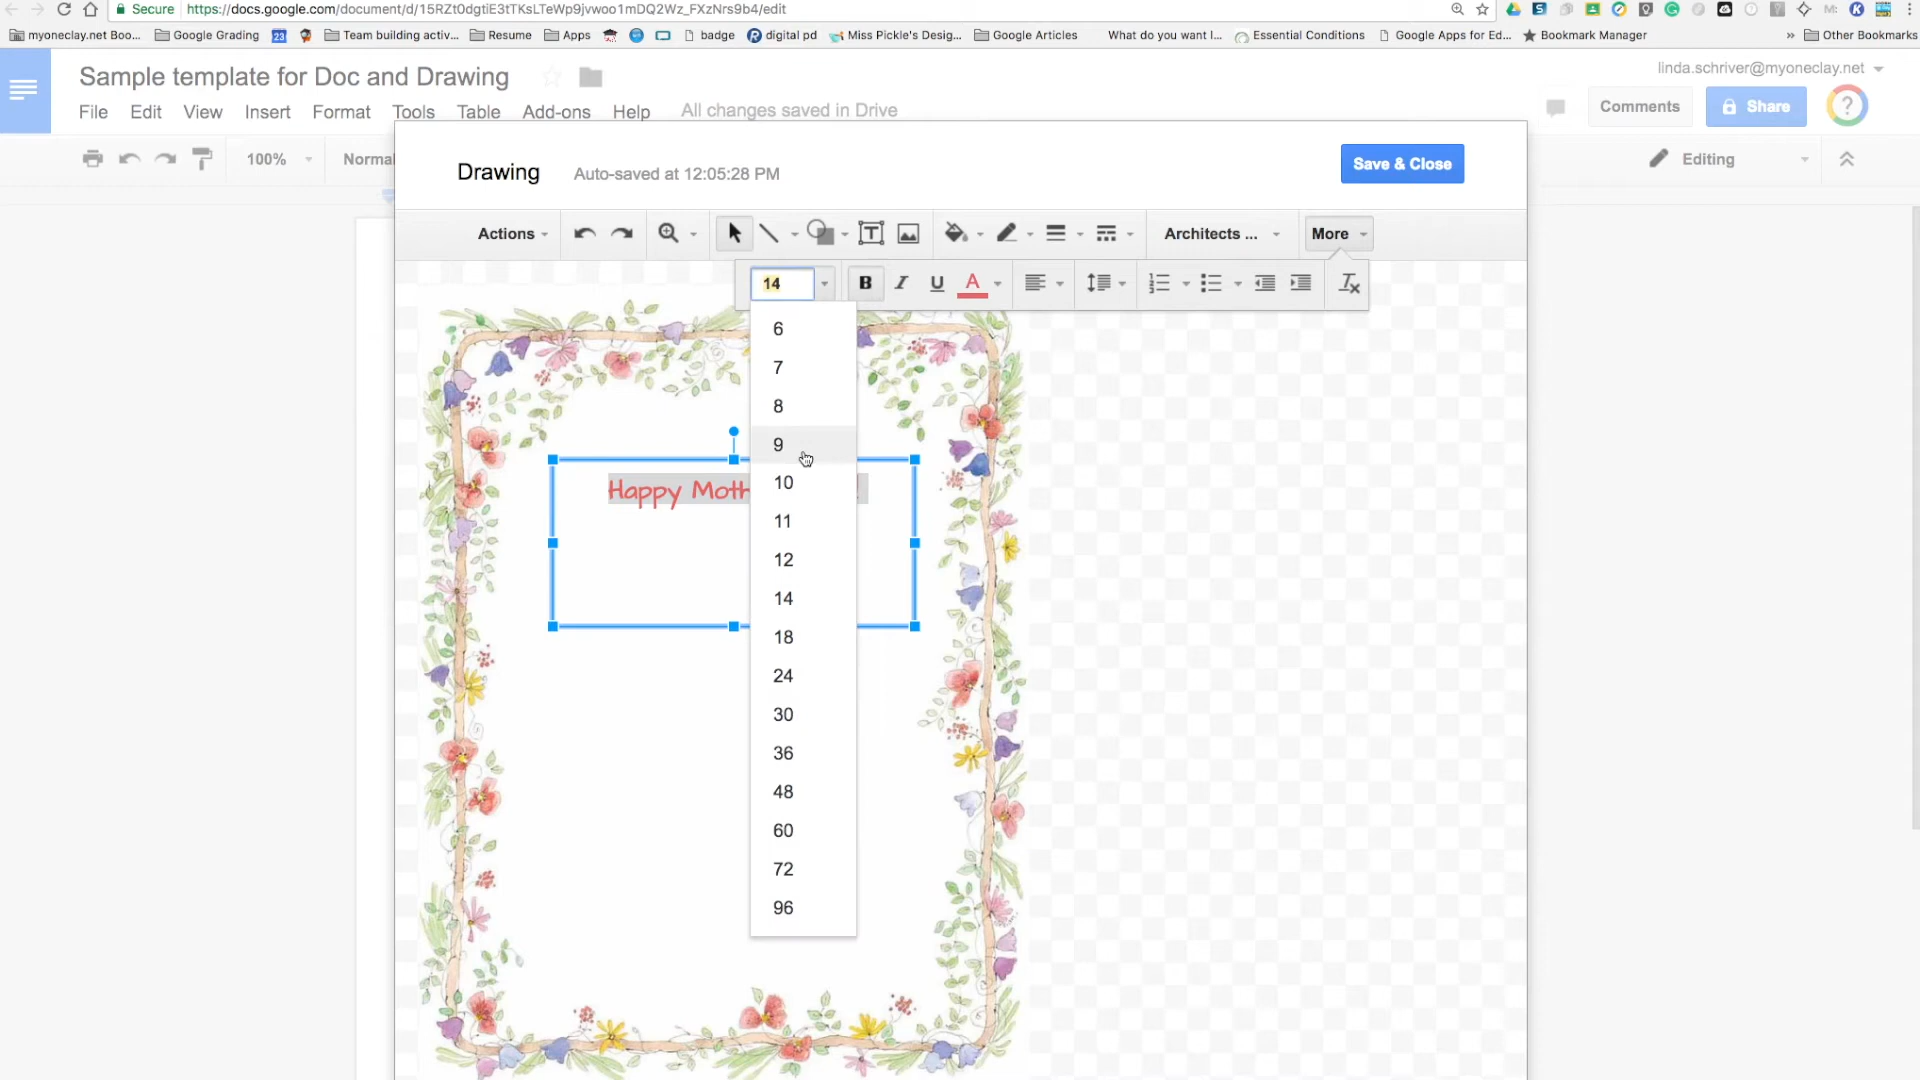 Secure https://docs.google.com/document/d/15RZt0dgtiE3tTKsLTeWp9jvwoo1mDQ2Wz_FXzNrs9b4/edit
myoneclay.net Boo... Google Grading 23 Team building activ... Resume Apps badge digital pd Miss Pickle's Desig... Google Articles What do you want l... Essential Conditions Google Apps for Ed... Bookmark Manager » Other Bookmarks
Sample template for Doc and Drawing
linda.schriver@myoneclay.net
File Edit View Insert Format Tools Table Add-ons Help All changes saved in Drive
Comments Share
100% Normal Editing
Drawing Auto-saved at 12:05:28 PM Save & Close
Actions Architects ... More
14 B I U A
6
7
8
9
10
11
12
14
18
24
30
36
48
60
72
96
Happy Moth